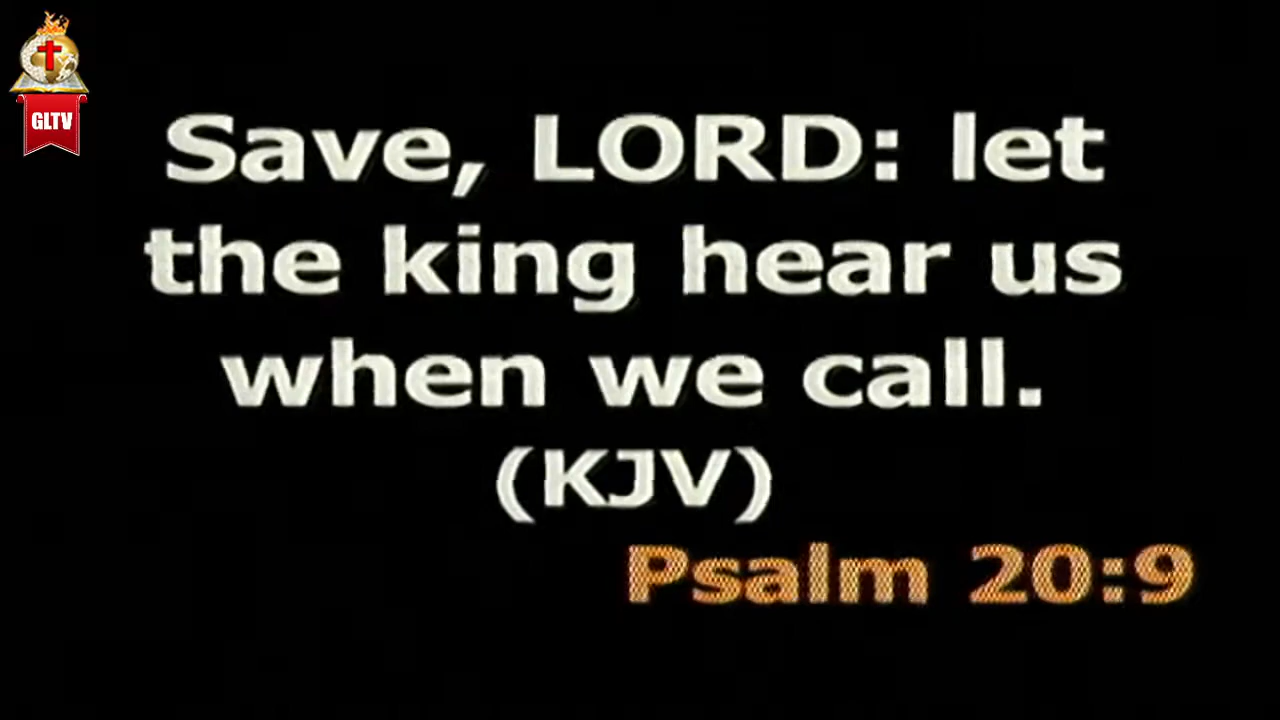 GLTV
Save, LORD: let
the king hear us
when we call.
(KJV)
Psalm 20:9